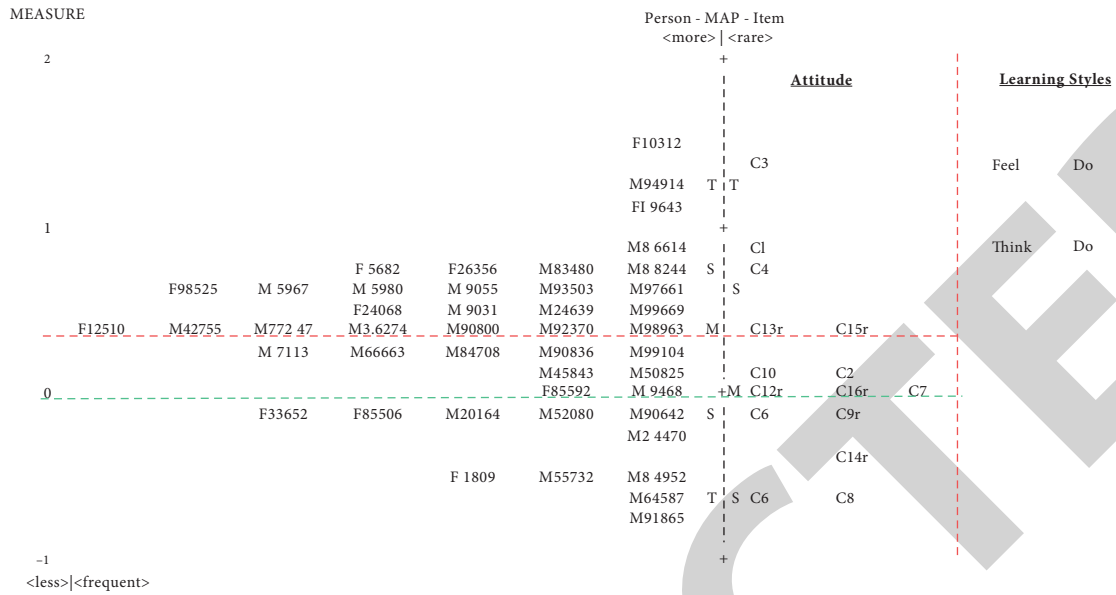 MEASURE
Person - MAP - Item
<more> | <rare>
2 +
Attitude Learning Styles
F10312
C3
Feel Do
M94914 T T
FI 9643
1 +
M8 6614 Cl Think Do
F 5682 F26356 M83480 M8 8244 S C4
F98525 M 5967 M 5980 M 9055 M93503 M97661 S
F24068 M 9031 M24639 M99669
F12510 M42755 M772 47 M3.6274 M90800 M92370 M98963 M C13r C15r
M 7113 M66663 M84708 M90836 M99104
M45843 M50825 C10 C2
0 F85592 M 9468 +M C12r C16r C7
F33652 F85506 M20164 M52080 M90642 S C6 C9r
M2 4470
C14r
F 1809 M55732 M8 4952
M64587 T S C6 C8
M91865
–1 +
<less>|<frequent>
CTED